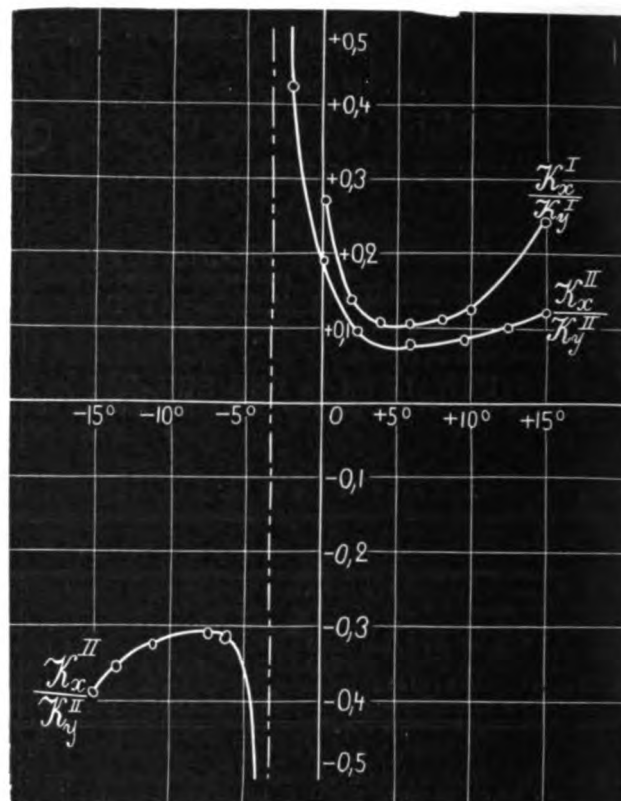 +0,5
+0,4
+0,3
K_x^I
K_y^I
+0,2
K_x^II
K_y^II
+0,1
-15° -10° -5° 0 +5° +10° +15°
-0,1
-0,2
-0,3
K_x^II
K_y^II
-0,4
-0,5